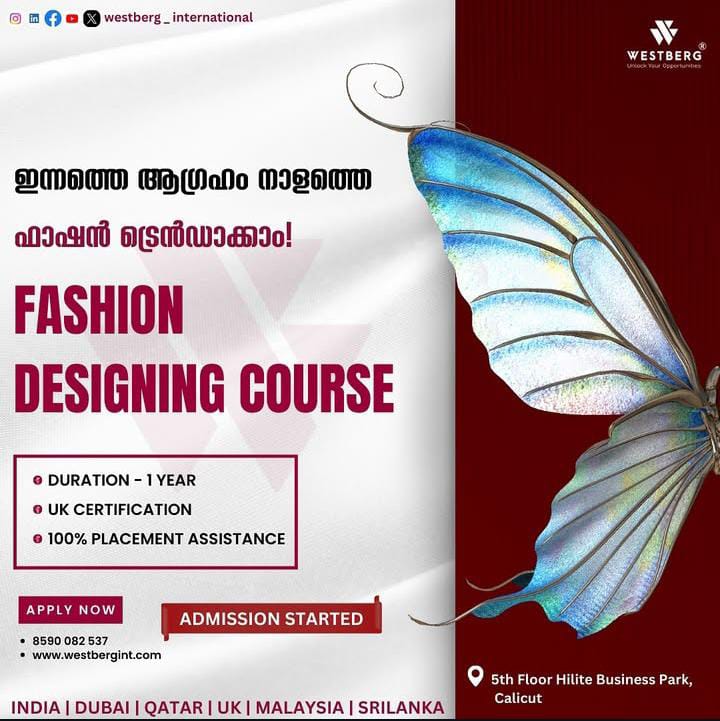 westberg _ international
WESTBERG®
Unlock Your Opportunities
ഇന്നത്തെ ആഗ്രഹം നാളത്തെ
ഫാഷൻ ട്രെൻഡാക്കാം!
FASHION
DESIGNING COURSE
DURATION - 1 YEAR
UK CERTIFICATION
100% PLACEMENT ASSISTANCE
APPLY NOW
ADMISSION STARTED
• 8590 082 537
• www.westbergint.com
5th Floor Hilite Business Park,
Calicut
INDIA | DUBAI | QATAR | UK | MALAYSIA | SRILANKA